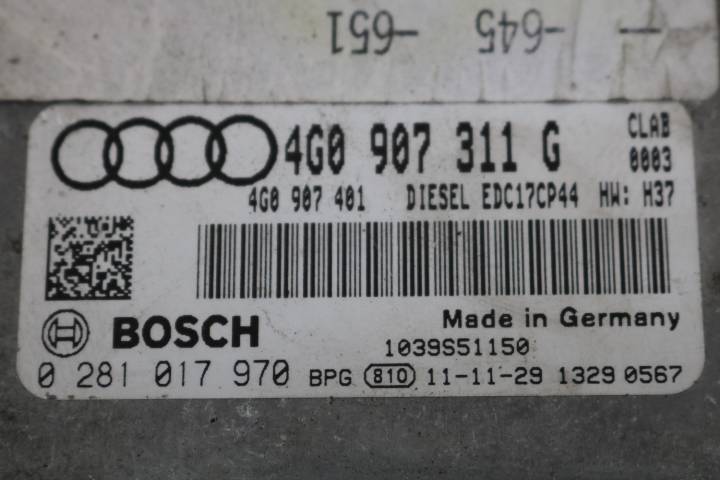 — -645 -651
4G0 907 311 G CLAB 0003
4G0 907 401 DIESEL EDC17CP44 HW: H37
BOSCH
Made in Germany
1039S51150
0 281 017 970 BPG 810 11-11-29 1329 0567